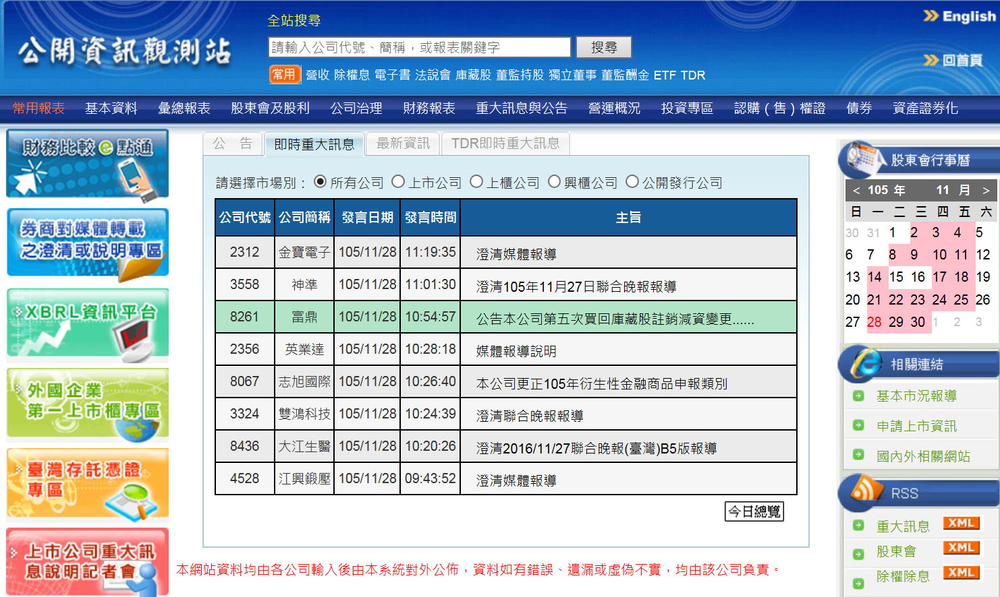 公開資訊觀測站
全站搜尋
請輸入公司代號、簡稱，或報表關鍵字
搜尋
常用 營收 除權息 電子書 法說會 庫藏股 董監持股 獨立董事 董監酬金 ETF TDR
English
回首頁
常用報表 基本資料 彙總報表 股東會及股利 公司治理 財務報表 重大訊息與公告 營運概況 投資專區 認購（售）權證 債券 資產證券化
財務比較e點通
券商對媒體轉載
之澄清或說明專區
XBRL資訊平台
外國企業
第一上市櫃專區
臺灣存託憑證
專區
上市公司重大訊
息說明記者會
公 告 即時重大訊息 最新資訊 TDR即時重大訊息
請選擇市場別： 所有公司 上市公司 上櫃公司 興櫃公司 公開發行公司
公司代號 公司簡稱 發言日期 發言時間 主旨
2312 金寶電子 105/11/28 11:19:35 澄清媒體報導
3558 神準 105/11/28 11:01:30 澄清105年11月27日聯合晚報報導
8261 富鼎 105/11/28 10:54:57 公告本公司第五次買回庫藏股註銷減資變更......
2356 英業達 105/11/28 10:28:18 媒體報導說明
8067 志旭國際 105/11/28 10:26:40 本公司更正105年衍生性金融商品申報類別
3324 雙鴻科技 105/11/28 10:24:39 澄清聯合晚報報導
8436 大江生醫 105/11/28 10:20:26 澄清2016/11/27聯合晚報(臺灣)B5版報導
4528 江興鍛壓 105/11/28 09:43:52 澄清媒體報導
今日總覽
本網站資料均由各公司輸入後由本系統對外公佈，資料如有錯誤、遺漏或虛偽不實，均由該公司負責。
股東會行事曆
< 105 年 11 月 >
日 一 二 三 四 五 六
30 31 1 2 3 4 5
6 7 8 9 10 11 12
13 14 15 16 17 18 19
20 21 22 23 24 25 26
27 28 29 30 1 2 3
相關連結
基本市況報導
申請上市資訊
國內外相關網站
RSS
重大訊息 XML
股東會 XML
除權除息 XML